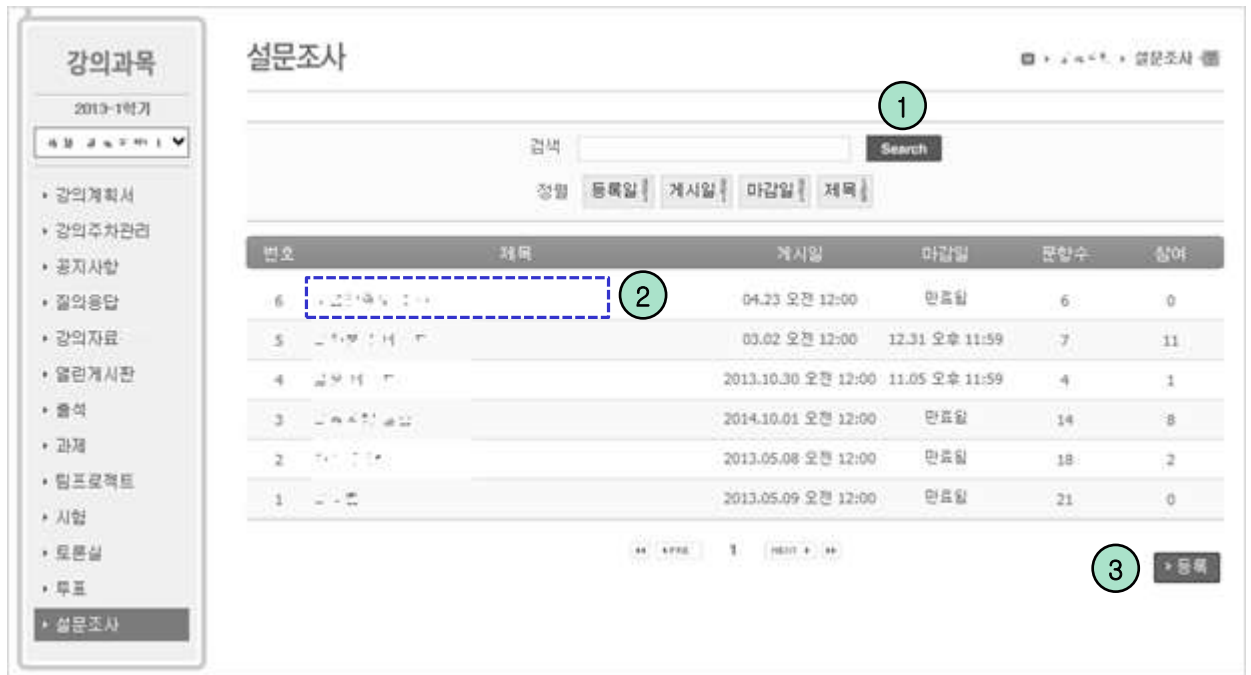 강의과목
2013-1학기
강의계획서
강의주차관리
공지사항
질의응답
강의자료
열린게시판
출석
과제
팀프로젝트
시험
토론실
투표
설문조사
설문조사
설문조사
1
검색 Search
정렬 등록일 게시일 마감일 제목
번호 제목 게시일 마감일 문항수 참여
6 2 04.23 오전 12:00 만료됨 6 0
5 03.02 오전 12:00 12.31 오후 11:59 7 11
4 2013.10.30 오전 12:00 11.05 오후 11:59 4 1
3 2014.10.01 오전 12:00 만료됨 14 8
2 2013.05.08 오전 12:00 만료됨 18 2
1 2013.05.09 오전 12:00 만료됨 21 0
PRE 1 NEXT
3 등록